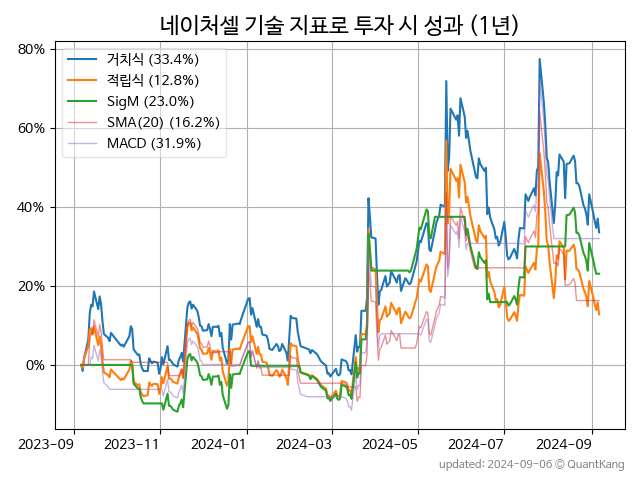 네이처셀 기술 지표로 투자 시 성과 (1년)
80%
60%
40%
20%
0%
거치식 (33.4%)
적립식 (12.8%)
SigM (23.0%)
SMA(20) (16.2%)
MACD (31.9%)
2023-09
2023-11
2024-01
2024-03
2024-05
2024-07
2024-09
updated: 2024-09-06 © QuantKang